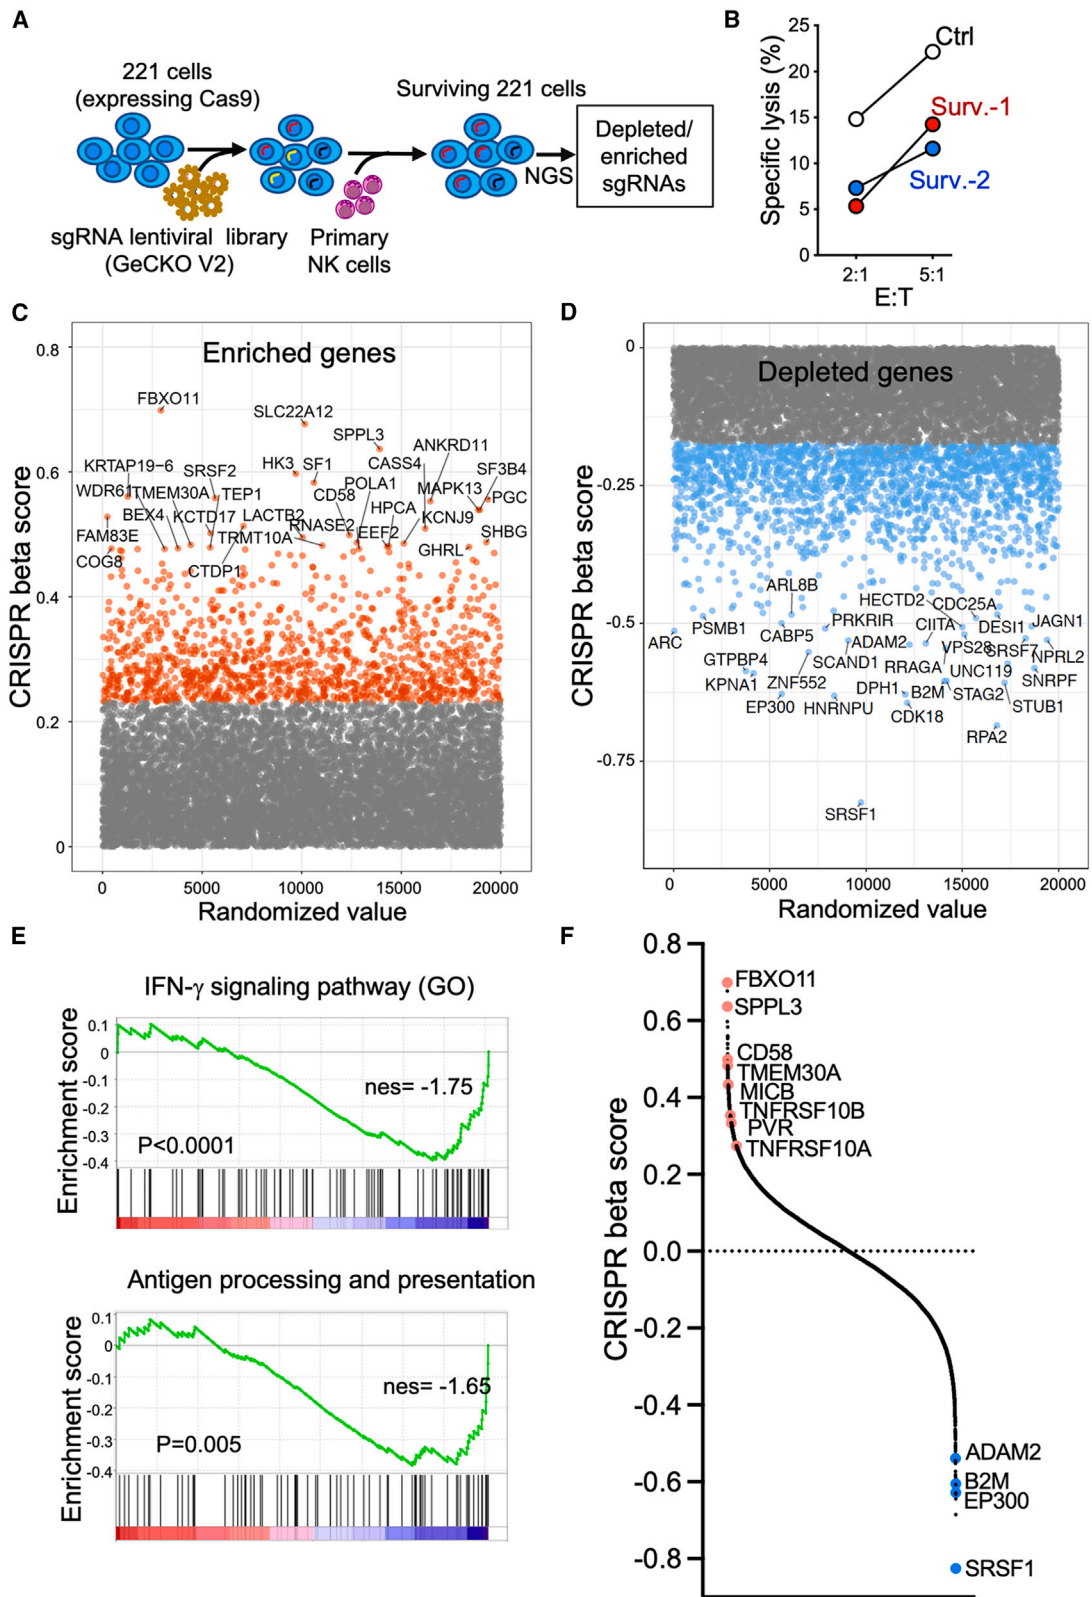 A
221 cells
(expressing Cas9)
Surviving 221 cells
Depleted/
enriched
sgRNAs
NGS
sgRNA lentiviral library
(GeCKO V2)
Primary
NK cells
B
Specific lysis (%)
25
20
15
10
5
0
Ctrl
Surv.-1
Surv.-2
2:1
5:1
E:T
C
Enriched genes
CRISPR beta score
0.8
0.6
0.4
0.2
0
FBXO11
SLC22A12
SPPL3
ANKRD11
KRTAP19-6
SRSF2
HK3
SF1
CASS4
SF3B4
WDR61
TMEM30A
TEP1
CD58
POLA1
MAPK13
PGC
BEX4
KCTD17
LACTB2
RNASE2
HPCA
KCNJ9
FAM83E
TRMT10A
EEF2
SHBG
COG8
CTDP1
GHRL
0
5000
10000
15000
20000
Randomized value
D
Depleted genes
CRISPR beta score
0
-0.25
-0.5
-0.75
ARL8B
HECTD2
CDC25A
PSMB1
PRKRIR
CIITA
DESI1
JAGN1
ARC
CABP5
ADAM2
VPS28
SRSF7
NPRL2
GTPBP4
SCAND1
RRAGA
UNC119
SNRPF
KPNA1
ZNF552
DPH1
B2M
STAG2
EP300
HNRNPU
CDK18
STUB1
RPA2
SRSF1
0
5000
10000
15000
20000
Randomized value
E
IFN-γ signaling pathway (GO)
Enrichment score
0.1
0
-0.1
-0.2
-0.3
-0.4
nes= -1.75
P<0.0001
Antigen processing and presentation
Enrichment score
0.1
0
-0.1
-0.2
-0.3
-0.4
nes= -1.65
P=0.005
F
CRISPR beta score
0.8
0.6
0.4
0.2
0.0
-0.2
-0.4
-0.6
-0.8
FBXO11
SPPL3
CD58
TMEM30A
MICB
TNFRSF10B
PVR
TNFRSF10A
ADAM2
B2M
EP300
SRSF1